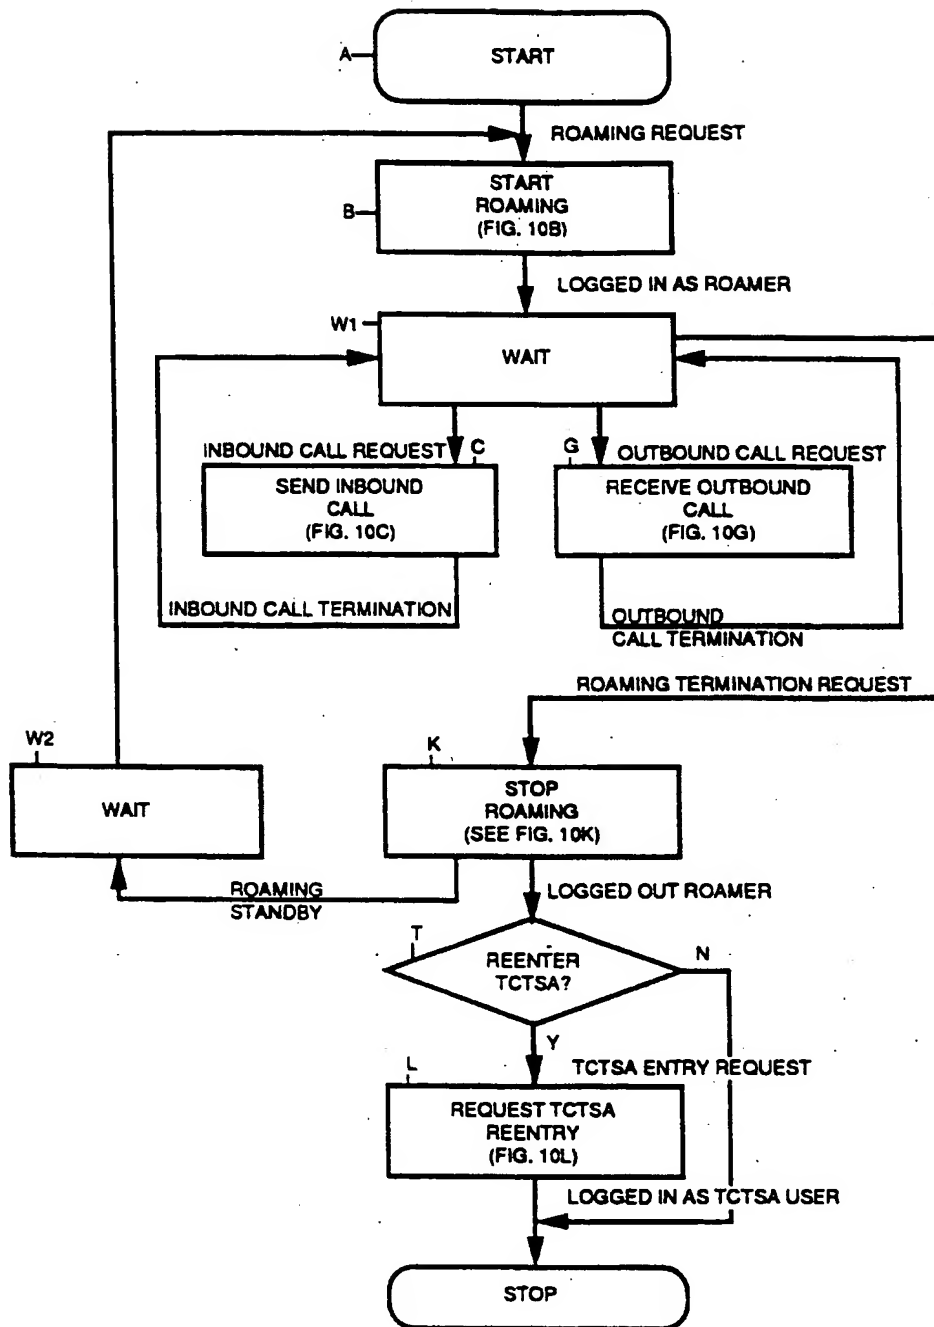 A
START
ROAMING REQUEST
B
START
ROAMING
(FIG. 10B)
LOGGED IN AS ROAMER
W1
WAIT
INBOUND CALL REQUEST
C
G
OUTBOUND CALL REQUEST
SEND INBOUND
CALL
(FIG. 10C)
RECEIVE OUTBOUND
CALL
(FIG. 10G)
INBOUND CALL TERMINATION
OUTBOUND
CALL TERMINATION
ROAMING TERMINATION REQUEST
W2
WAIT
K
STOP
ROAMING
(SEE FIG. 10K)
ROAMING
STANDBY
LOGGED OUT ROAMER
T
REENTER
TCTSA?
N
Y
L
TCTSA ENTRY REQUEST
REQUEST TCTSA
REENTRY
(FIG. 10L)
LOGGED IN AS TCTSA USER
STOP